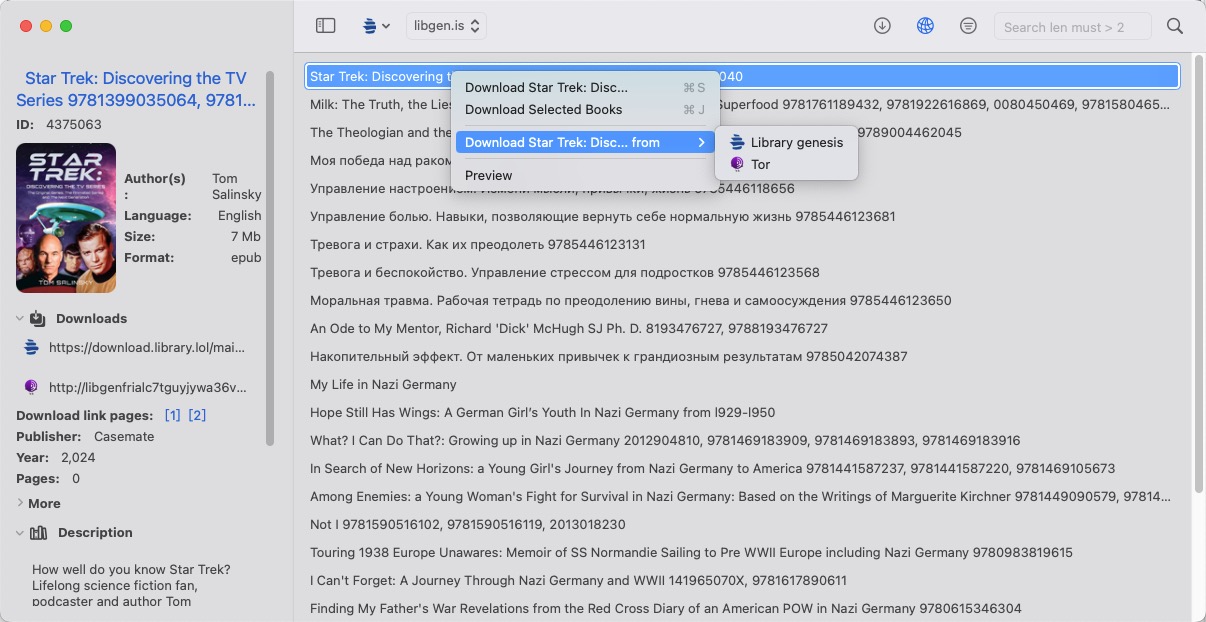 libgen.is
Search len must > 2
Star Trek: Discovering the TV
Series 9781399035064, 9781...
ID: 4375063
STAR
TREK:
DISCOVERING THE TV SERIES
TOM SALINSKY
Author(s) Tom
: Salinsky
Language: English
Size: 7 Mb
Format: epub
Downloads
https://download.library.lol/mai...
http://libgenfrialc7tguyjywa36v...
Download link pages: [1] [2]
Publisher: Casemate
Year: 2,024
Pages: 0
More
Description
How well do you know Star Trek?
Lifelong science fiction fan,
podcaster and author Tom
Star Trek: Discovering t 040
Milk: The Truth, the Lies Superfood 9781761189432, 9781922616869, 0080450469, 9781580465...
The Theologian and the 9789004462045
Моя победа над раком
Управление настроением. жизнь 9785446118656
Управление болью. Навыки, позволяющие вернуть себе нормальную жизнь 9785446123681
Тревога и страхи. Как их преодолеть 9785446123131
Тревога и беспокойство. Управление стрессом для подростков 9785446123568
Моральная травма. Рабочая тетрадь по преодолению вины, гнева и самоосуждения 9785446123650
An Ode to My Mentor, Richard 'Dick' McHugh SJ Ph. D. 8193476727, 9788193476727
Накопительный эффект. От маленьких привычек к грандиозным результатам 9785042074387
My Life in Nazi Germany
Hope Still Has Wings: A German Girl's Youth In Nazi Germany from l929-l950
What? I Can Do That?: Growing up in Nazi Germany 2012904810, 9781469183909, 9781469183893, 9781469183916
In Search of New Horizons: a Young Girl's Journey from Nazi Germany to America 9781441587237, 9781441587220, 9781469105673
Among Enemies: a Young Woman's Fight for Survival in Nazi Germany: Based on the Writings of Marguerite Kirchner 9781449090579, 97814...
Not I 9781590516102, 9781590516119, 2013018230
Touring 1938 Europe Unawares: Memoir of SS Normandie Sailing to Pre WWII Europe including Nazi Germany 9780983819615
I Can't Forget: A Journey Through Nazi Germany and WWII 141965070X, 9781617890611
Finding My Father's War Revelations from the Red Cross Diary of an American POW in Nazi Germany 9780615346304
Download Star Trek: Disc... ⌘ S
Download Selected Books ⌘ J
Download Star Trek: Disc... from
Preview
Library genesis
Tor